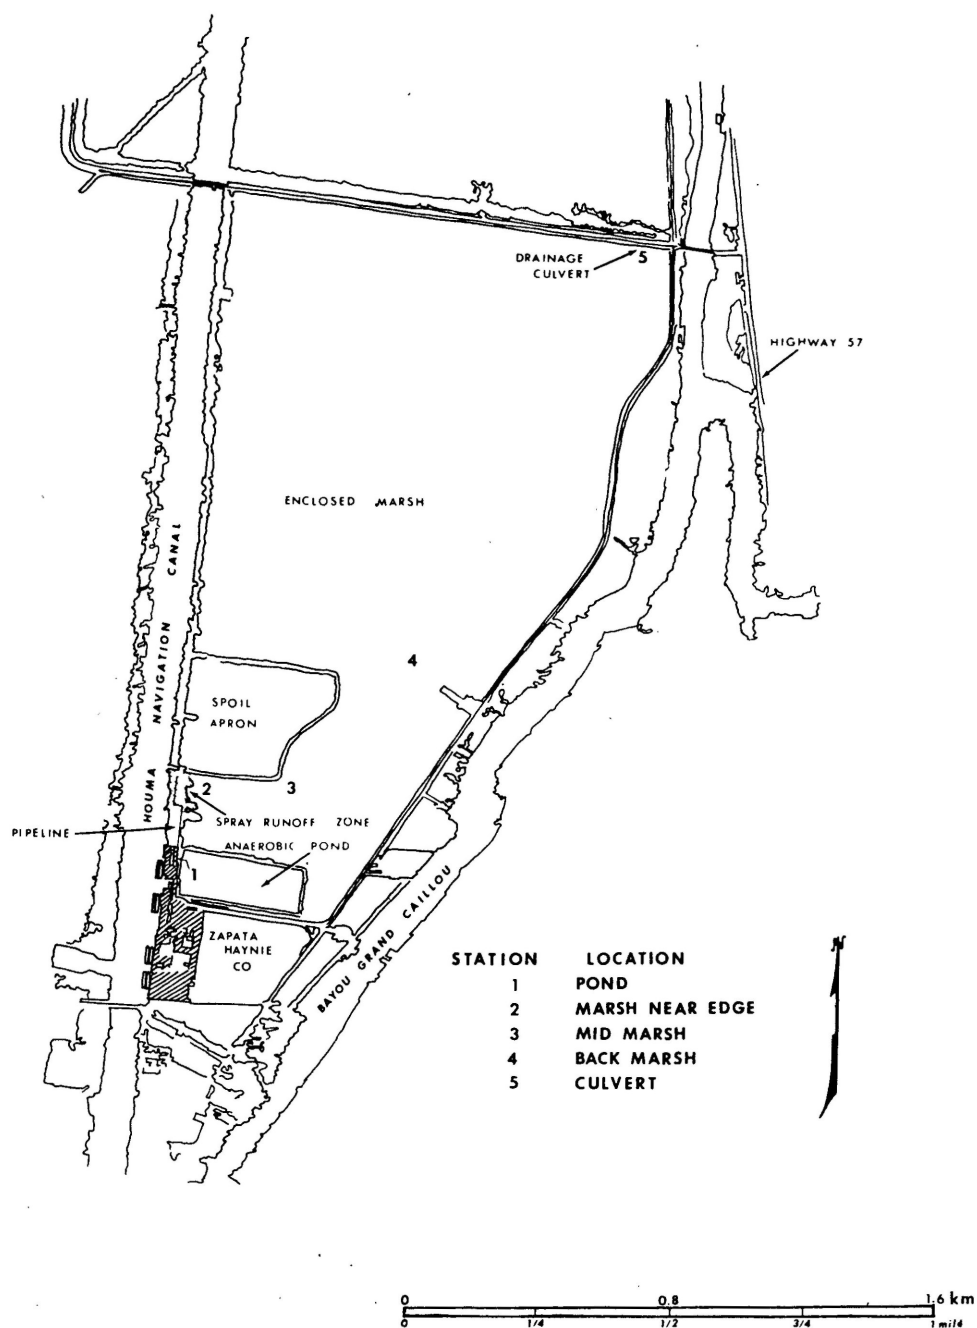 DRAINAGE
CULVERT
5
HIGHWAY 57
ENCLOSED MARSH
HOUMA NAVIGATION CANAL
4
SPOIL
APRON
2
3
SPRAY RUNOFF ZONE
PIPELINE
ANAEROBIC POND
1
ZAPATA
HAYNIE
CO
BAYOU GRAND CAILLOU
N
STATION LOCATION
1 POND
2 MARSH NEAR EDGE
3 MID MARSH
4 BACK MARSH
5 CULVERT
0 0.8 1.6 km
0 1/4 1/2 3/4 1 mile